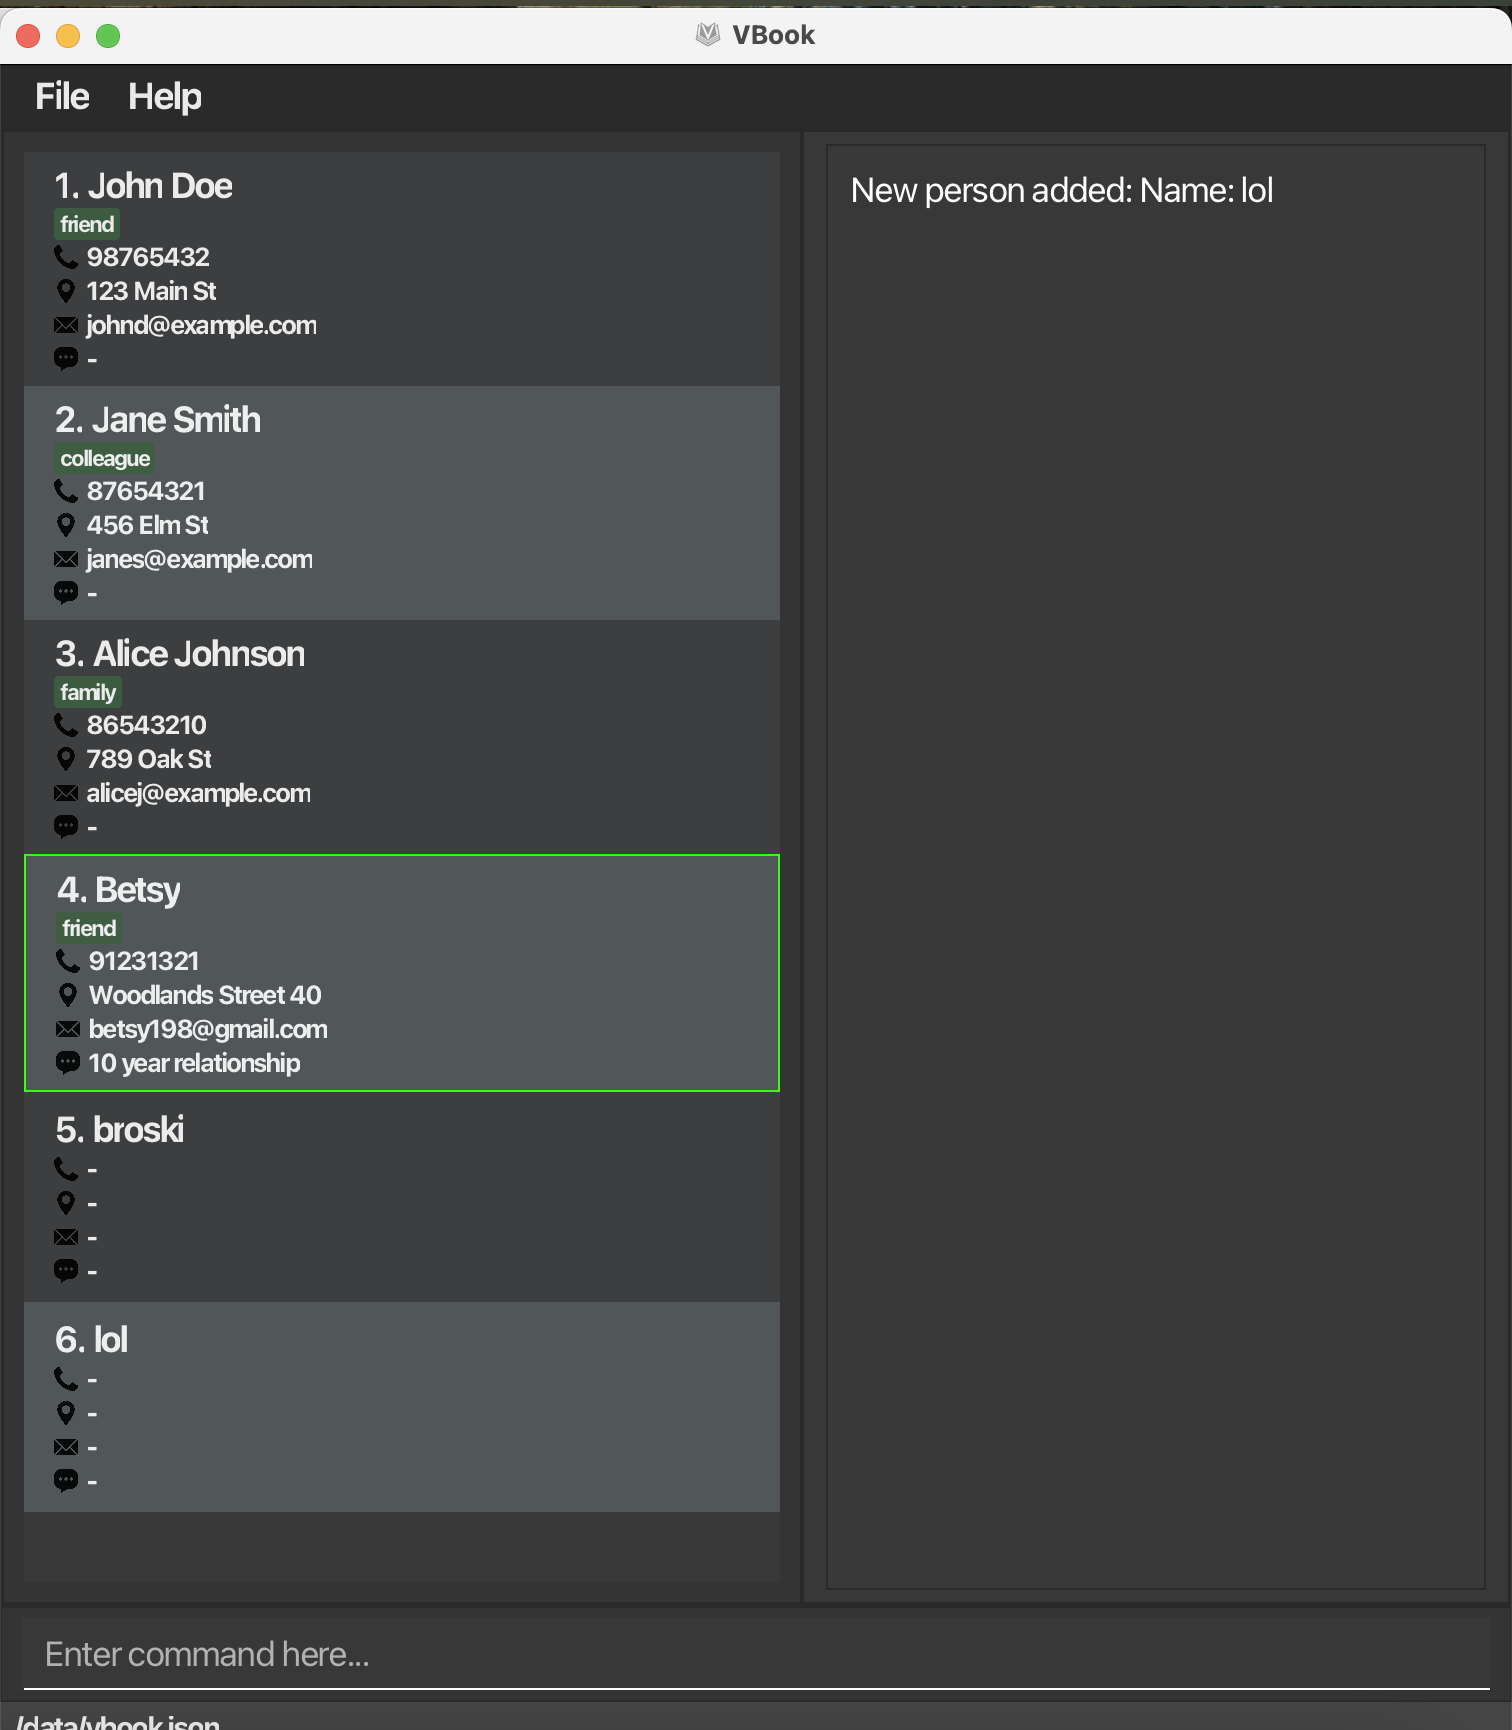 VBook
File Help
1. John Doe
friend
98765432
123 Main St
johnd@example.com
-
2. Jane Smith
colleague
87654321
456 Elm St
janes@example.com
-
3. Alice Johnson
family
86543210
789 Oak St
alicej@example.com
-
4. Betsy
friend
91231321
Woodlands Street 40
betsy198@gmail.com
10 year relationship
5. broski
-
-
-
-
6. lol
-
-
-
-
New person added: Name: lol
Enter command here...
/data/vbook.json